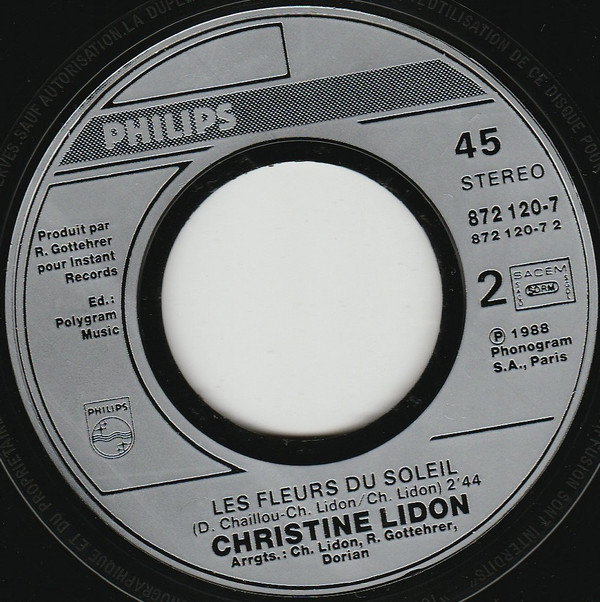 PHILIPS
45
STEREO
872 120-7
872 120-7 2
2
SACEM
SDRM
Ⓟ 1988
Phonogram
S.A., Paris
Produit par
R. Gottehrer
pour Instant
Records
Ed.:
Polygram
Music
PHILIPS
LES FLEURS DU SOLEIL
(D. Chaillou-Ch. Lidon/Ch. Lidon) 2'44
CHRISTINE LIDON
Arrgts.: Ch. Lidon, R. Gottehrer,
Dorian